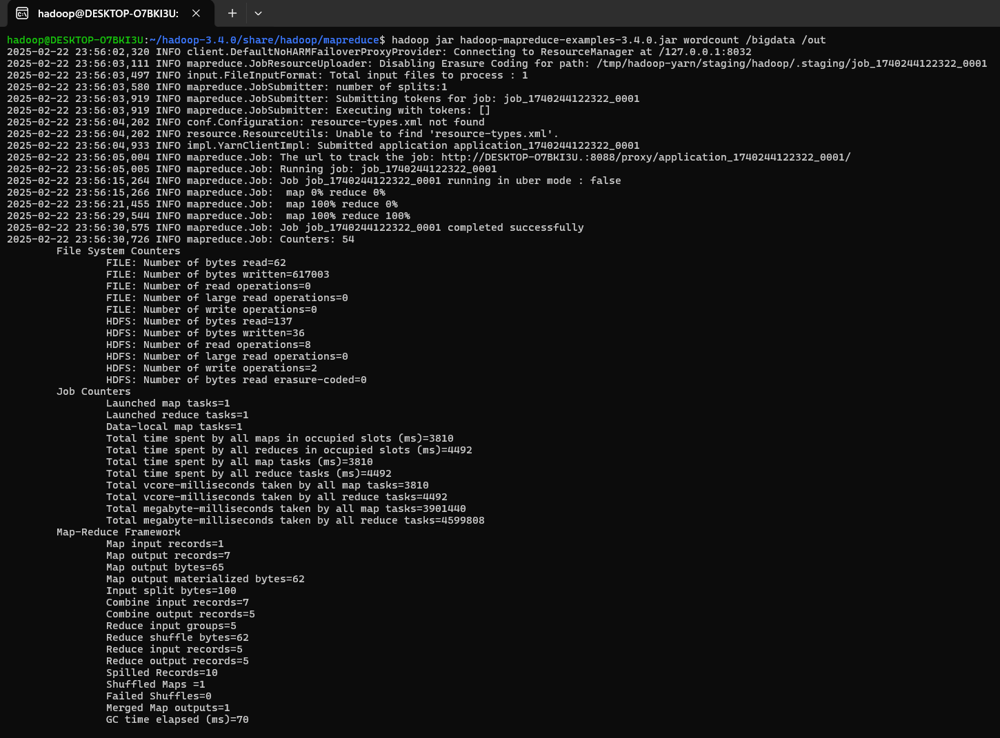 hadoop@DESKTOP-O7BKI3U:
hadoop@DESKTOP-O7BKI3U:~/hadoop-3.4.0/share/hadoop/mapreduce$ hadoop jar hadoop-mapreduce-examples-3.4.0.jar wordcount /bigdata /out
2025-02-22 23:56:02,320 INFO client.DefaultNoHARMFailoverProxyProvider: Connecting to ResourceManager at /127.0.0.1:8032
2025-02-22 23:56:03,111 INFO mapreduce.JobResourceUploader: Disabling Erasure Coding for path: /tmp/hadoop-yarn/staging/hadoop/.staging/job_1740244122322_0001
2025-02-22 23:56:03,497 INFO input.FileInputFormat: Total input files to process : 1
2025-02-22 23:56:03,580 INFO mapreduce.JobSubmitter: number of splits:1
2025-02-22 23:56:03,919 INFO mapreduce.JobSubmitter: Submitting tokens for job: job_1740244122322_0001
2025-02-22 23:56:03,919 INFO mapreduce.JobSubmitter: Executing with tokens: []
2025-02-22 23:56:04,202 INFO conf.Configuration: resource-types.xml not found
2025-02-22 23:56:04,202 INFO resource.ResourceUtils: Unable to find 'resource-types.xml'.
2025-02-22 23:56:04,933 INFO impl.YarnClientImpl: Submitted application application_1740244122322_0001
2025-02-22 23:56:05,004 INFO mapreduce.Job: The url to track the job: http://DESKTOP-O7BKI3U.:8088/proxy/application_1740244122322_0001/
2025-02-22 23:56:05,005 INFO mapreduce.Job: Running job: job_1740244122322_0001
2025-02-22 23:56:15,264 INFO mapreduce.Job: Job job_1740244122322_0001 running in uber mode : false
2025-02-22 23:56:15,266 INFO mapreduce.Job:  map 0% reduce 0%
2025-02-22 23:56:21,455 INFO mapreduce.Job:  map 100% reduce 0%
2025-02-22 23:56:29,544 INFO mapreduce.Job:  map 100% reduce 100%
2025-02-22 23:56:30,575 INFO mapreduce.Job: Job job_1740244122322_0001 completed successfully
2025-02-22 23:56:30,726 INFO mapreduce.Job: Counters: 54
File System Counters
FILE: Number of bytes read=62
FILE: Number of bytes written=617003
FILE: Number of read operations=0
FILE: Number of large read operations=0
FILE: Number of write operations=0
HDFS: Number of bytes read=137
HDFS: Number of bytes written=36
HDFS: Number of read operations=8
HDFS: Number of large read operations=0
HDFS: Number of write operations=2
HDFS: Number of bytes read erasure-coded=0
Job Counters
Launched map tasks=1
Launched reduce tasks=1
Data-local map tasks=1
Total time spent by all maps in occupied slots (ms)=3810
Total time spent by all reduces in occupied slots (ms)=4492
Total time spent by all map tasks (ms)=3810
Total time spent by all reduce tasks (ms)=4492
Total vcore-milliseconds taken by all map tasks=3810
Total vcore-milliseconds taken by all reduce tasks=4492
Total megabyte-milliseconds taken by all map tasks=3901440
Total megabyte-milliseconds taken by all reduce tasks=4599808
Map-Reduce Framework
Map input records=1
Map output records=7
Map output bytes=65
Map output materialized bytes=62
Input split bytes=100
Combine input records=7
Combine output records=5
Reduce input groups=5
Reduce shuffle bytes=62
Reduce input records=5
Reduce output records=5
Spilled Records=10
Shuffled Maps =1
Failed Shuffles=0
Merged Map outputs=1
GC time elapsed (ms)=70